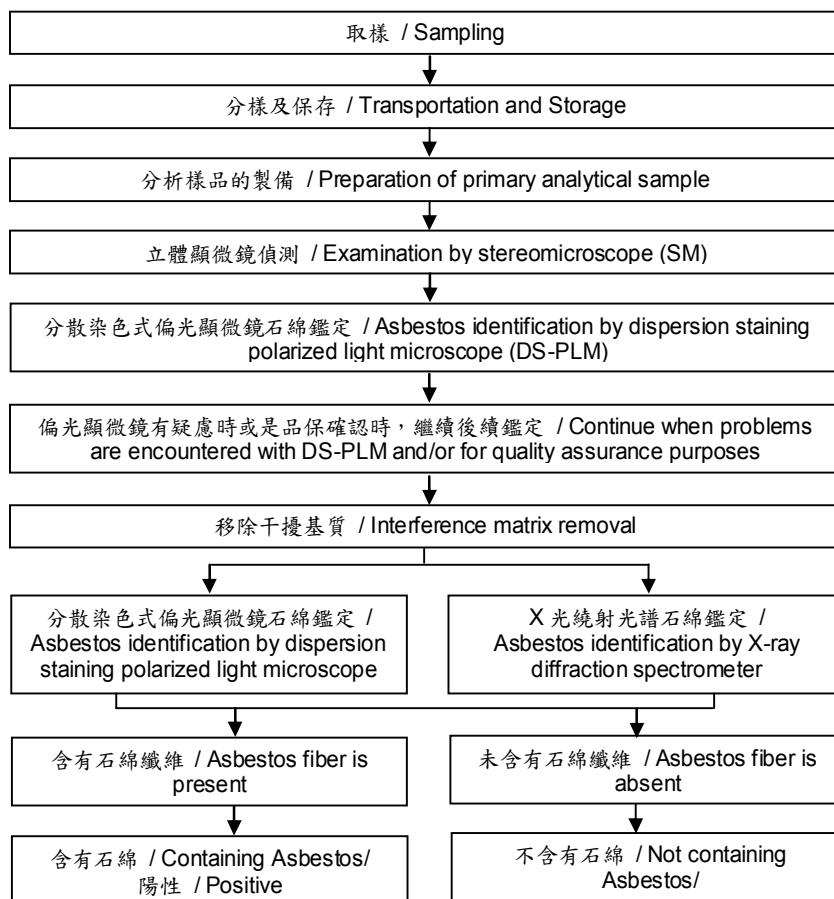 取樣 / Sampling
分樣及保存 / Transportation and Storage
分析樣品的製備 / Preparation of primary analytical sample
立體顯微鏡偵測 / Examination by stereomicroscope (SM)
分散染色式偏光顯微鏡石綿鑑定 / Asbestos identification by dispersion staining
polarized light microscope (DS-PLM)
偏光顯微鏡有疑慮時或是品保確認時，繼續後續鑑定 / Continue when problems
are encountered with DS-PLM and/or for quality assurance purposes
移除干擾基質 / Interference matrix removal
分散染色式偏光顯微鏡石綿鑑定 /
Asbestos identification by dispersion
staining polarized light microscope
X 光繞射光譜石綿鑑定 /
Asbestos identification by X-ray
diffraction spectrometer
含有石綿纖維 / Asbestos fiber is
present
未含有石綿纖維 / Asbestos fiber is
absent
含有石綿 / Containing Asbestos/
陽性 / Positive
不含有石綿 / Not containing
Asbestos/